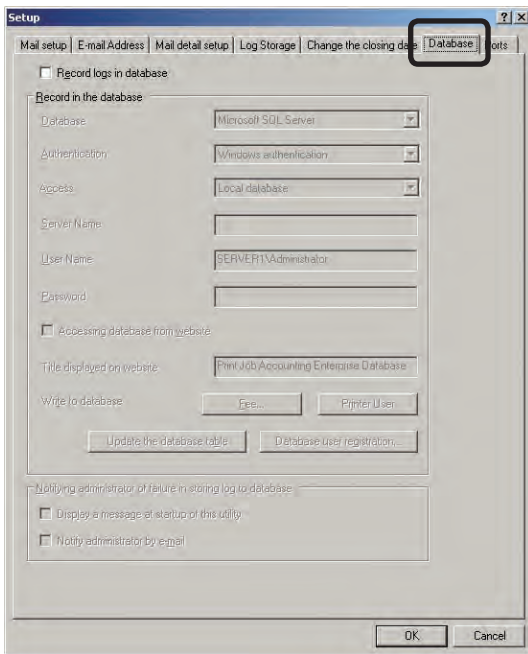 Setup
Mail setup E-mail Address Mail detail setup Log Storage Change the closing date Database Ports
Record logs in database
Record in the database
Database Microsoft SQL Server
Authentication Windows authentication
Access Local database
Server Name
User Name SERVER1\Administrator
Password
Accessing database from website
Title displayed on website Print Job Accounting Enterprise Database
Write to database Fee... Printer User
Update the database table Database user registration...
Notifying administrator of failure in storing log to database
Display a message at startup of this utility
Notify administrator by e-mail
OK Cancel